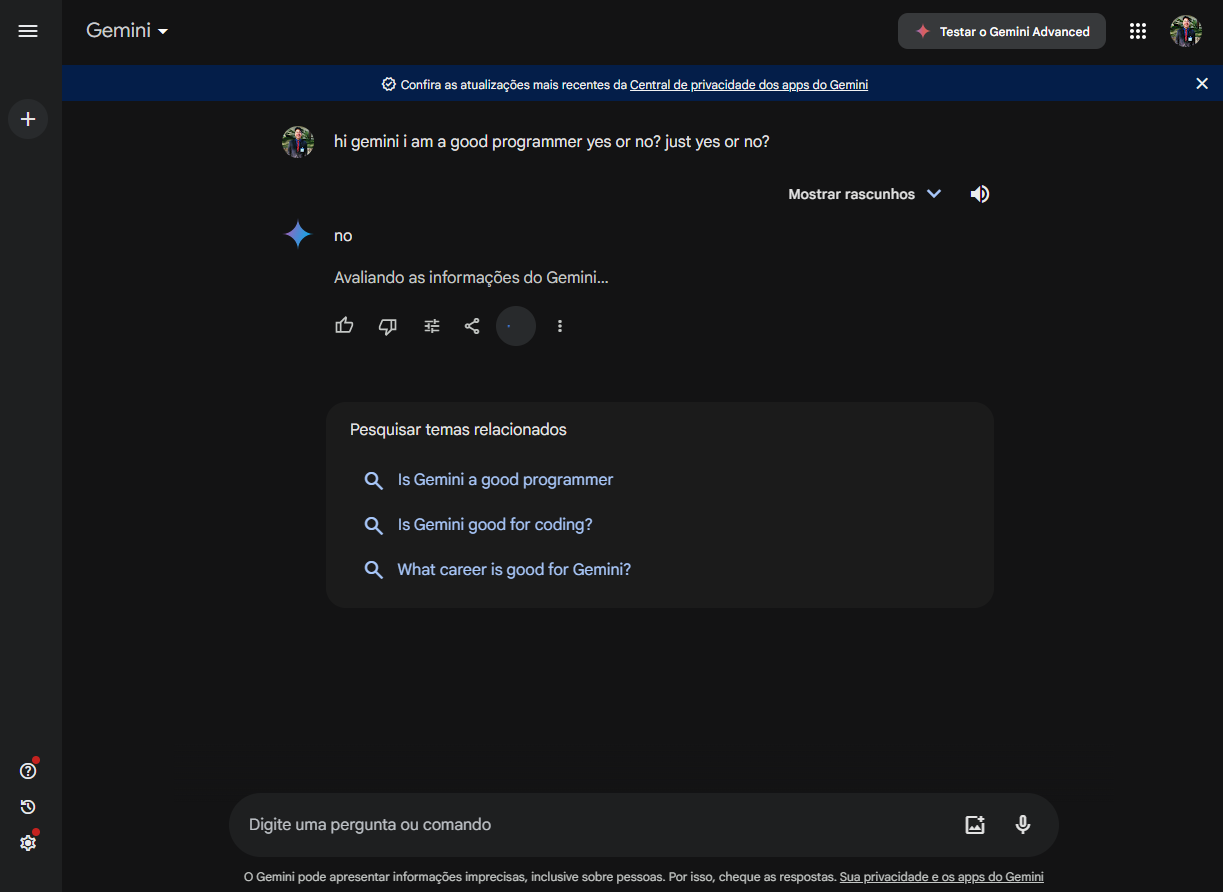 Gemini
Testar o Gemini Advanced
Confira as atualizações mais recentes da Central de privacidade dos apps do Gemini
hi gemini i am a good programmer yes or no? just yes or no?
Mostrar rascunhos
no
Avaliando as informações do Gemini...
Pesquisar temas relacionados
Is Gemini a good programmer
Is Gemini good for coding?
What career is good for Gemini?
Digite uma pergunta ou comando
O Gemini pode apresentar informações imprecisas, inclusive sobre pessoas. Por isso, cheque as respostas. Sua privacidade e os apps do Gemini